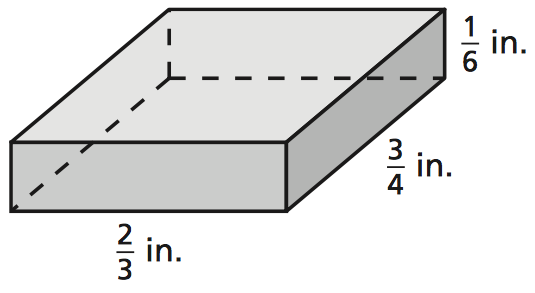 1/6 in.
3/4 in.
2/3 in.